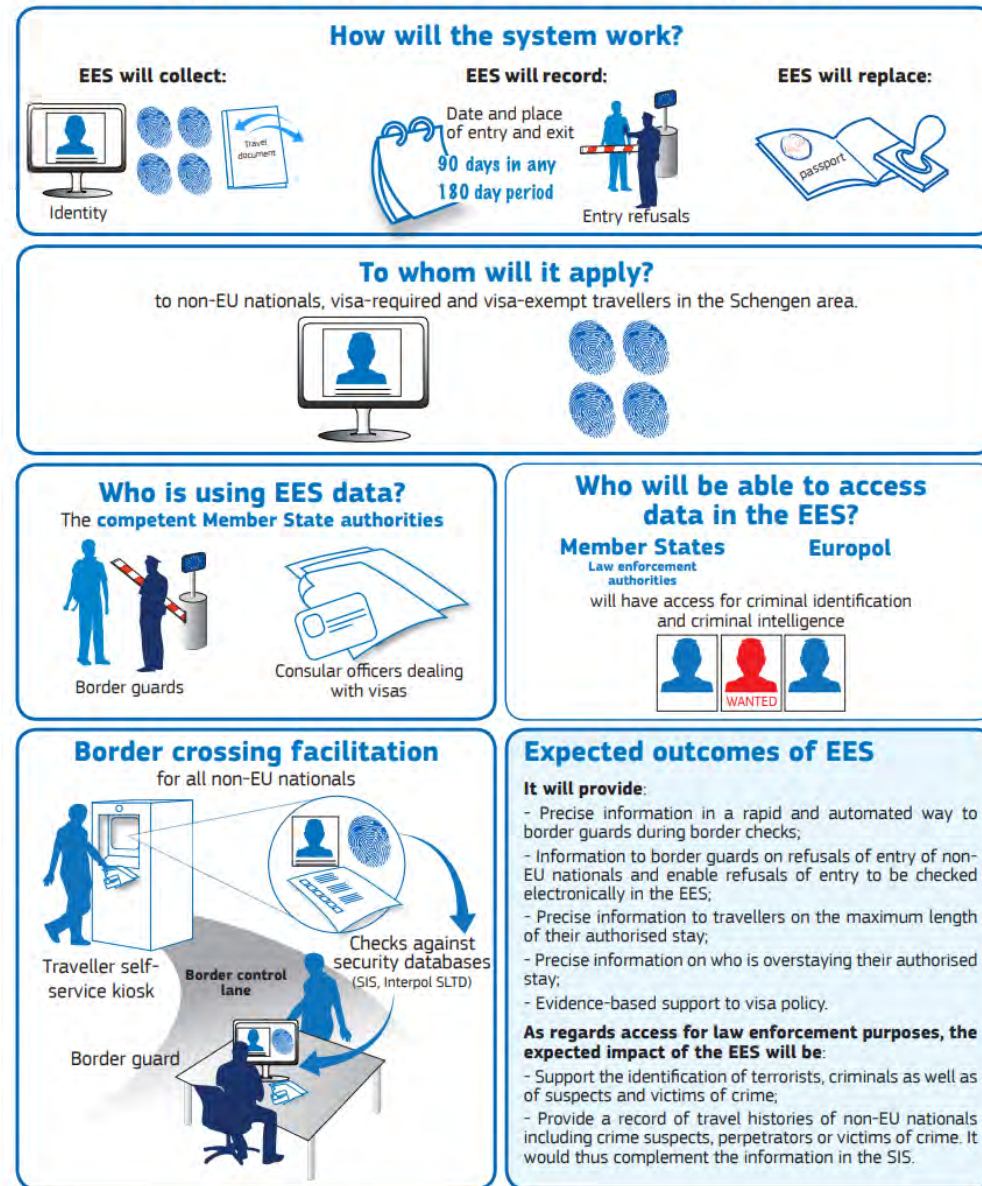 How will the system work?
EES will collect:
Travel
document
Identity
EES will record:
Date and place
of entry and exit
90 days in any
180 day period
Entry refusals
EES will replace:
passport
To whom will it apply?
to non-EU nationals, visa-required and visa-exempt travellers in the Schengen area.
Who is using EES data?
The competent Member State authorities
Border guards
Consular officers dealing
with visas
Who will be able to access
data in the EES?
Member States
Law enforcement
authorities
Europol
will have access for criminal identification
and criminal intelligence
WANTED
Border crossing facilitation
for all non-EU nationals
Traveller self-
service kiosk
Border control
lane
Checks against
security databases
(SIS, Interpol SLTD)
Border guard
Expected outcomes of EES
It will provide:
- Precise information in a rapid and automated way to
border guards during border checks;
- Information to border guards on refusals of entry of non-
EU nationals and enable refusals of entry to be checked
electronically in the EES;
- Precise information to travellers on the maximum length
of their authorised stay;
- Precise information on who is overstaying their authorised
stay;
- Evidence-based support to visa policy.
As regards access for law enforcement purposes, the
expected impact of the EES will be:
- Support the identification of terrorists, criminals as well as
of suspects and victims of crime;
- Provide a record of travel histories of non-EU nationals
including crime suspects, perpetrators or victims of crime. It
would thus complement the information in the SIS.